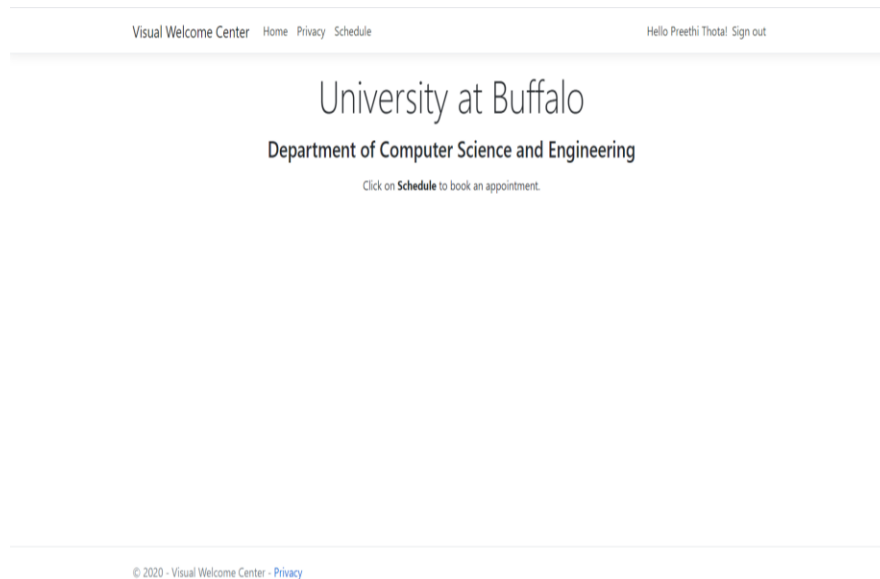 Visual Welcome Center Home Privacy Schedule Hello Preethi Thota! Sign out
University at Buffalo
Department of Computer Science and Engineering
Click on Schedule to book an appointment.
© 2020 - Visual Welcome Center - Privacy